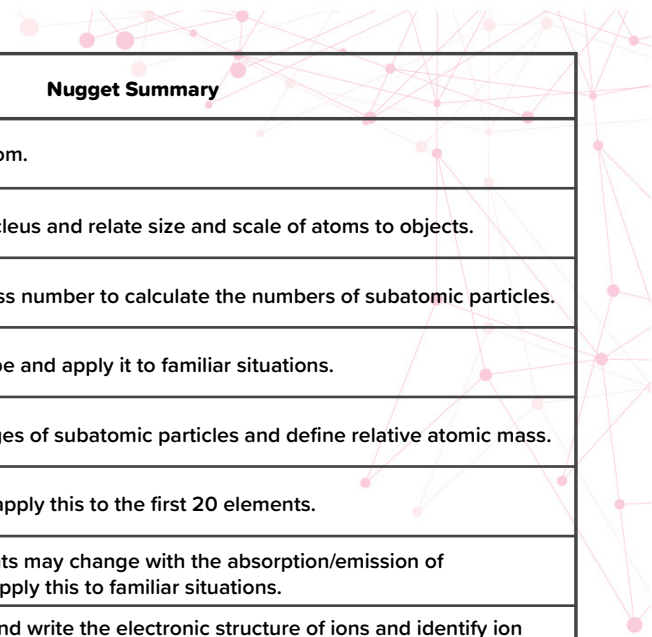 Nugget Summary
om.
cleus and relate size and scale of atoms to objects.
ss number to calculate the numbers of subatomic particles.
pe and apply it to familiar situations.
ges of subatomic particles and define relative atomic mass.
apply this to the first 20 elements.
nts may change with the absorption/emission of
pply this to familiar situations.
nd write the electronic structure of ions and identify ion